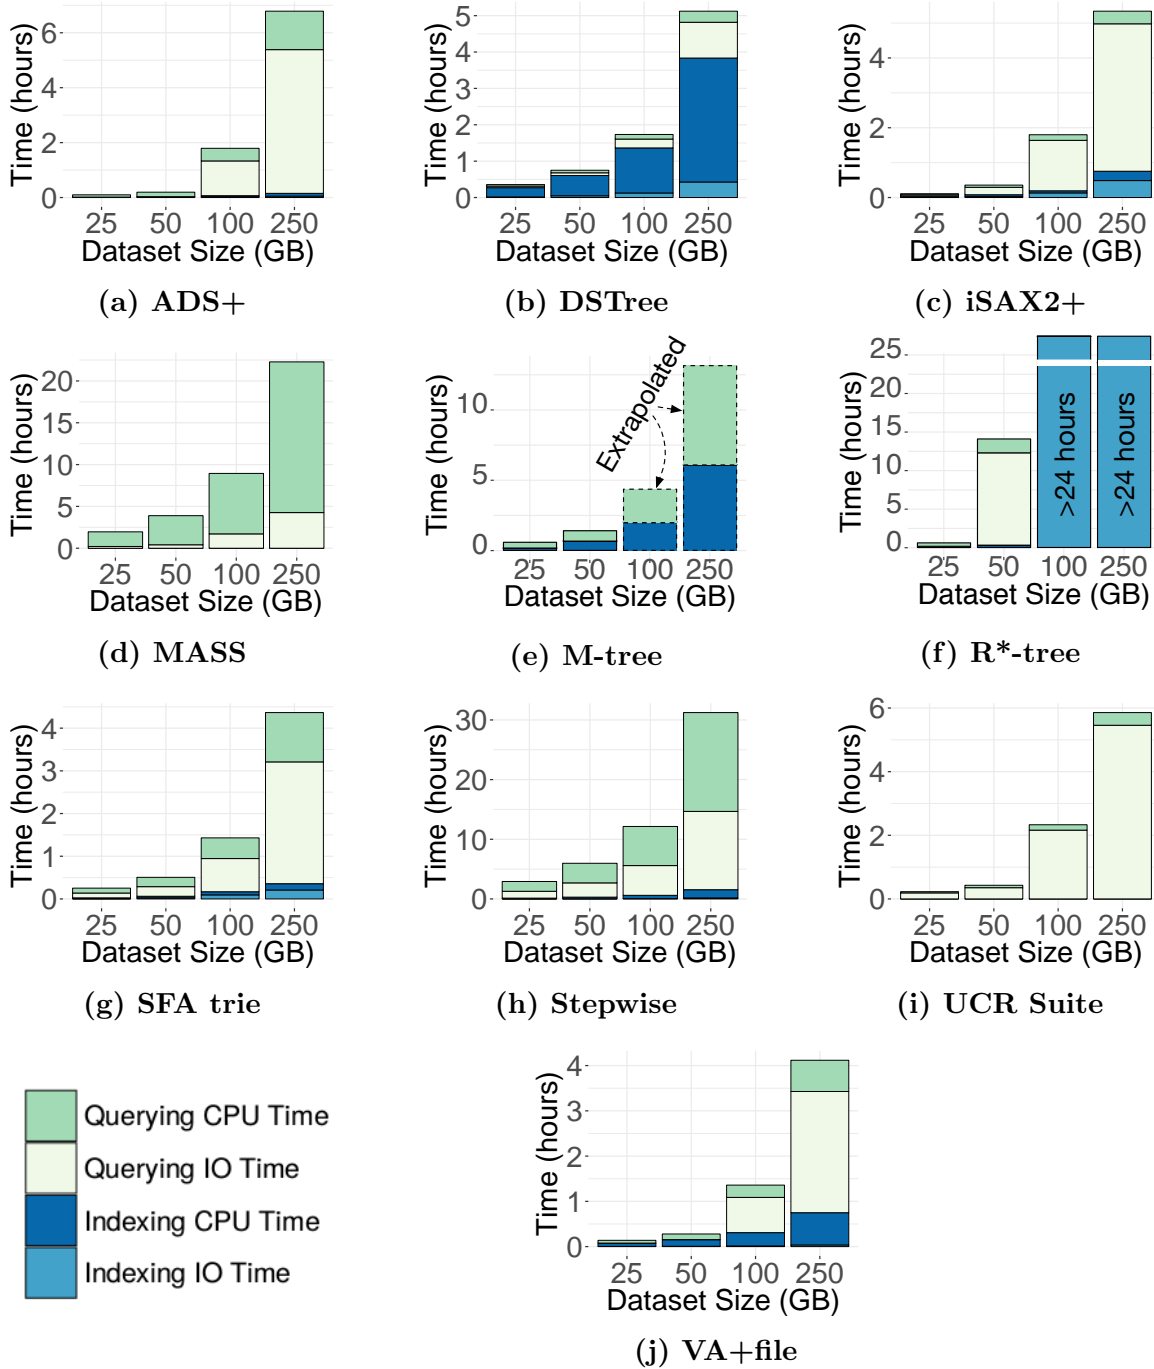 Time (hours)
6
4
2
0
25 50 100 250
Dataset Size (GB)
(a) ADS+
Time (hours)
5
4
3
2
1
0
25 50 100 250
Dataset Size (GB)
(b) DSTree
Time (hours)
4
2
0
25 50 100 250
Dataset Size (GB)
(c) iSAX2+
Time (hours)
20
15
10
5
0
25 50 100 250
Dataset Size (GB)
(d) MASS
Time (hours)
10
5
0
Extrapolated
25 50 100 250
Dataset Size (GB)
(e) M-tree
Time (hours)
25
20
15
10
5
0
>24 hours
>24 hours
25 50 100 250
Dataset Size (GB)
(f) R*-tree
Time (hours)
4
3
2
1
0
25 50 100 250
Dataset Size (GB)
(g) SFA trie
Time (hours)
30
20
10
0
25 50 100 250
Dataset Size (GB)
(h) Stepwise
Time (hours)
6
4
2
0
25 50 100 250
Dataset Size (GB)
(i) UCR Suite
Querying CPU Time
Querying IO Time
Indexing CPU Time
Indexing IO Time
Time (hours)
4
3
2
1
0
25 50 100 250
Dataset Size (GB)
(j) VA+file